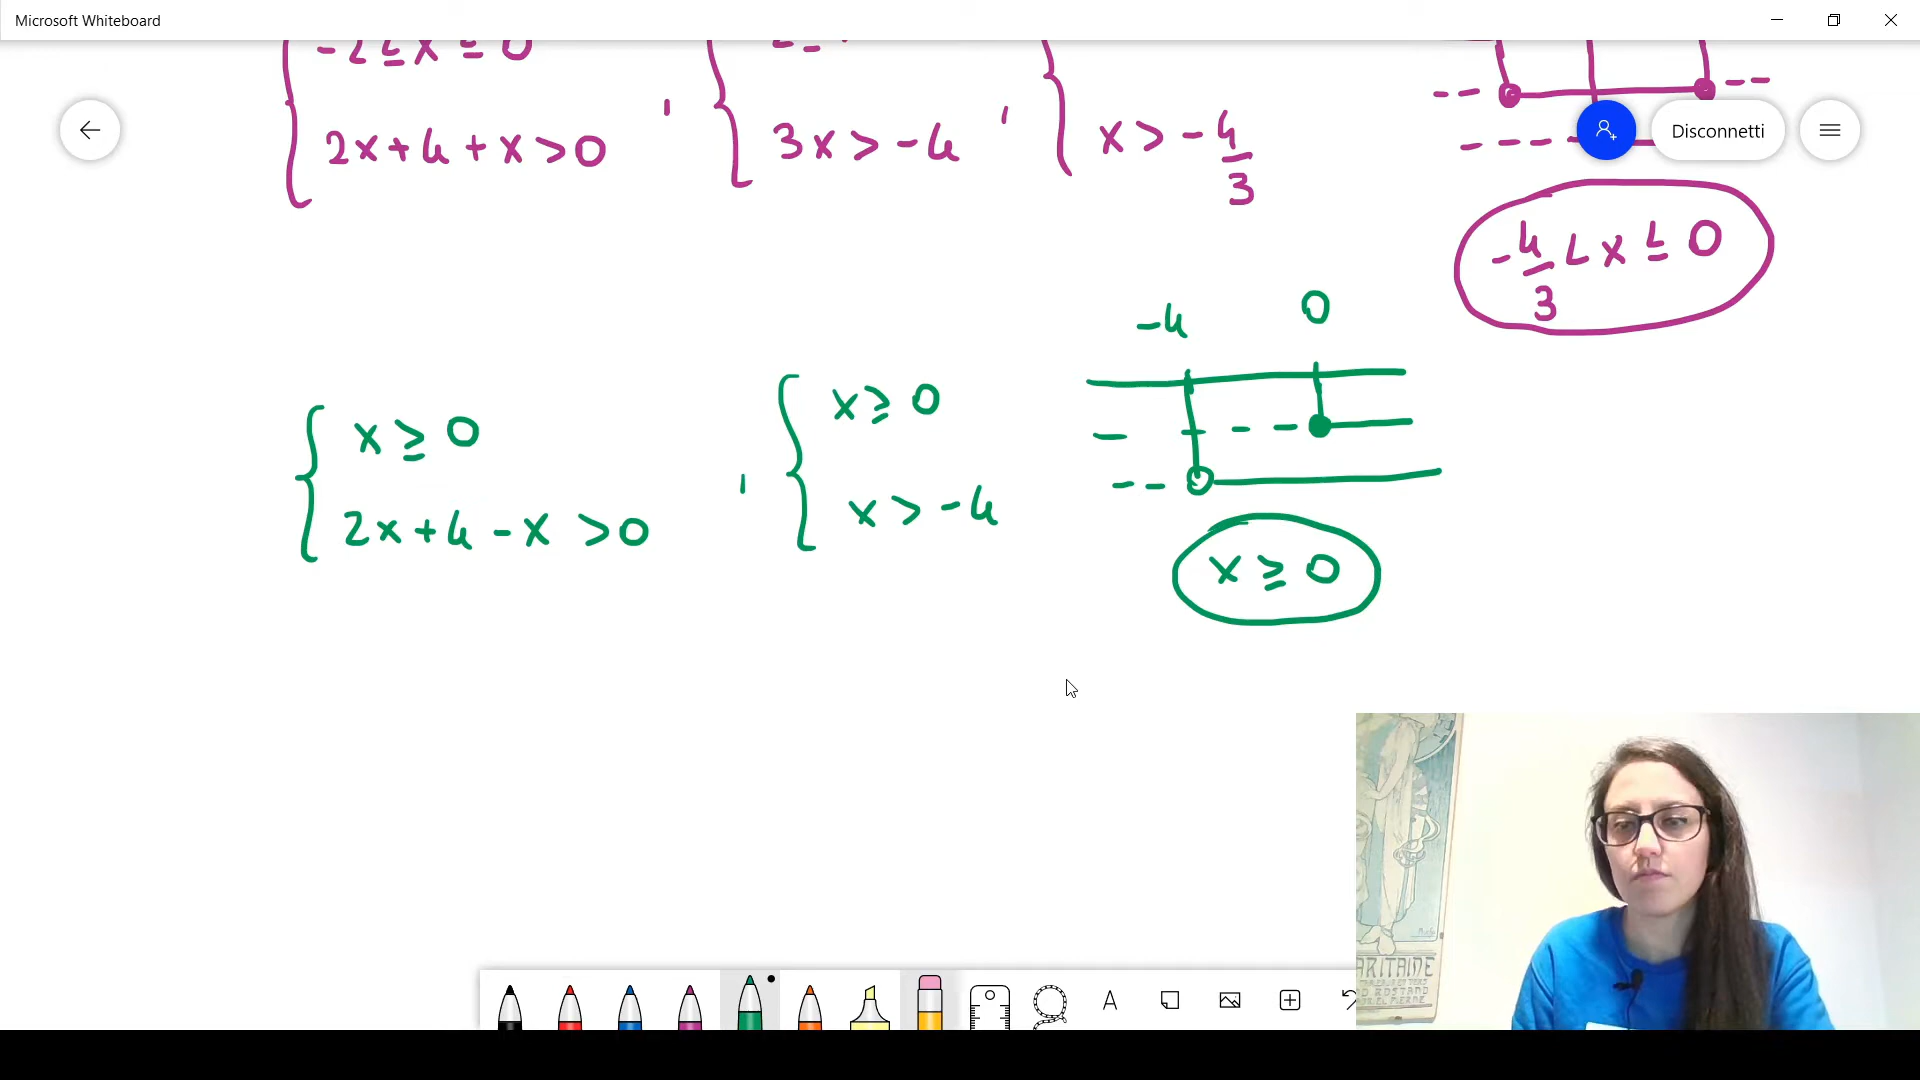 Microsoft Whiteboard
-2 ≤ x ≤ 0
2x+4+x>0 , 3x>-4 , x>-4/3
Disconnetti
-4/3 < x ≤ 0
-4 0
x ≥ 0 x ≥ 0
2x+4-x >0 , x > -4
x ≥ 0
ARITAINE